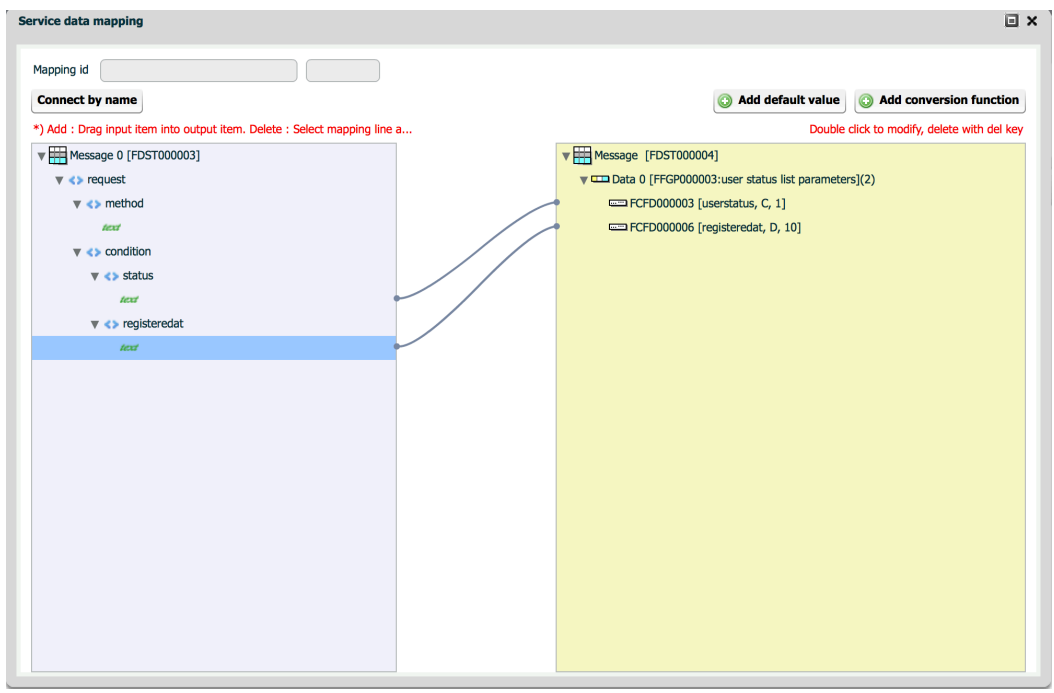 Service data mapping
Mapping id
Connect by name
Add default value
Add conversion function
*) Add : Drag input item into output item. Delete : Select mapping line a...
Double click to modify, delete with del key
Message 0 [FDST000003]
request
method
text
condition
status
text
registeredat
text
Message [FDST000004]
Data 0 [FFGP000003:user status list parameters](2)
FCFD000003 [userstatus, C, 1]
FCFD000006 [registeredat, D, 10]